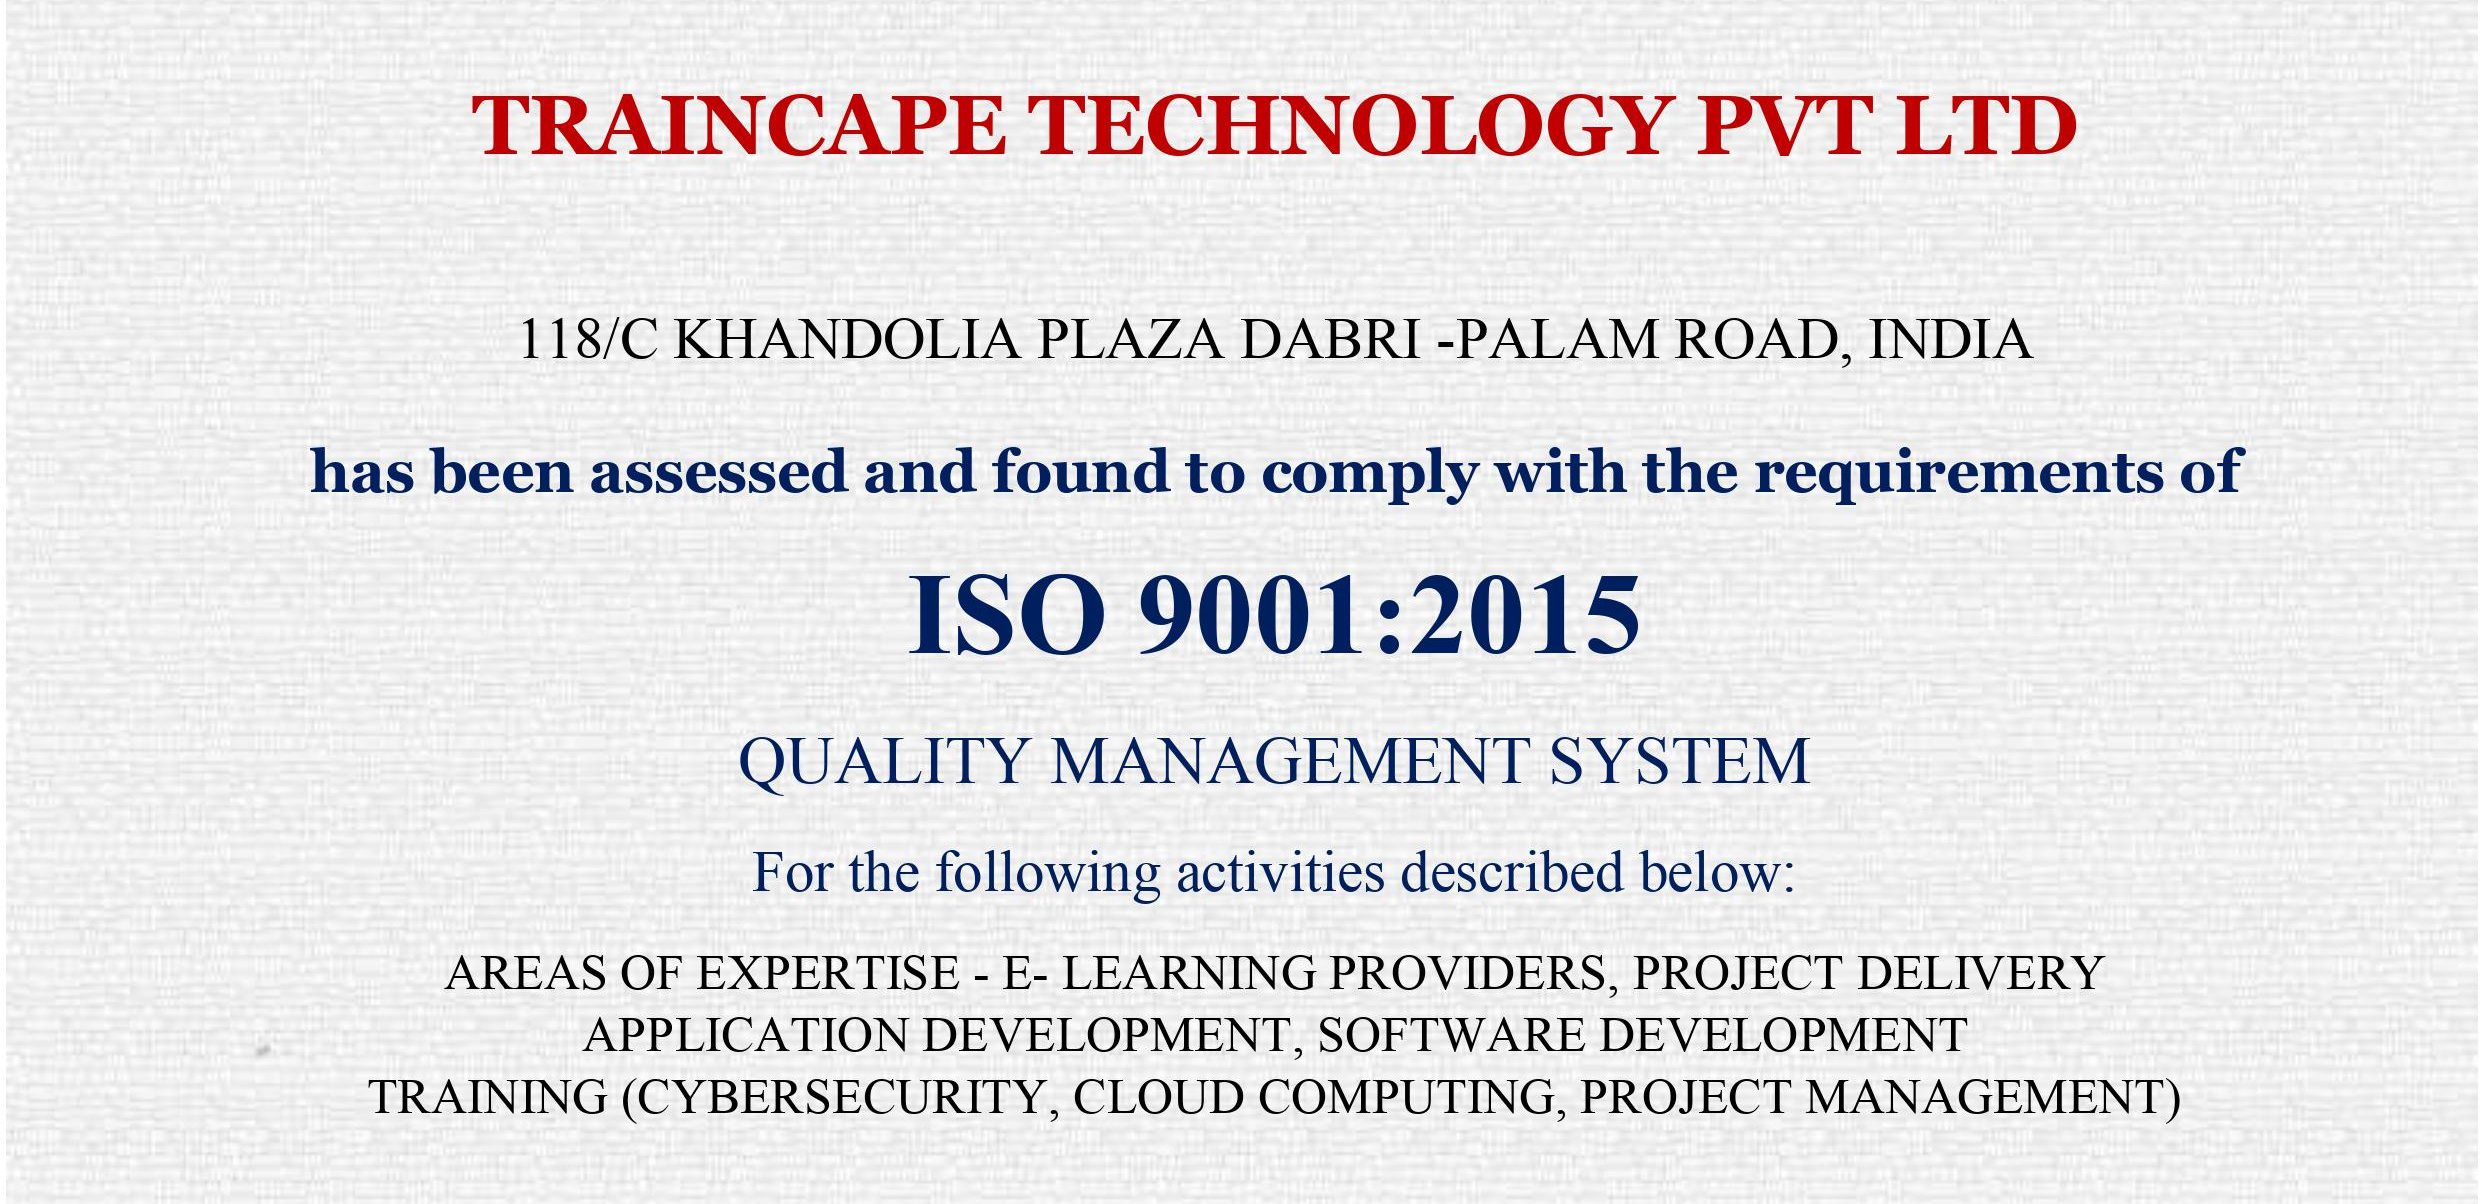 TRAINCAPE TECHNOLOGY PVT LTD
118/C KHANDOLIA PLAZA DABRI -PALAM ROAD, INDIA
has been assessed and found to comply with the requirements of
ISO 9001:2015
QUALITY MANAGEMENT SYSTEM
For the following activities described below:
AREAS OF EXPERTISE - E- LEARNING PROVIDERS, PROJECT DELIVERY
APPLICATION DEVELOPMENT, SOFTWARE DEVELOPMENT
TRAINING (CYBERSECURITY, CLOUD COMPUTING, PROJECT MANAGEMENT)